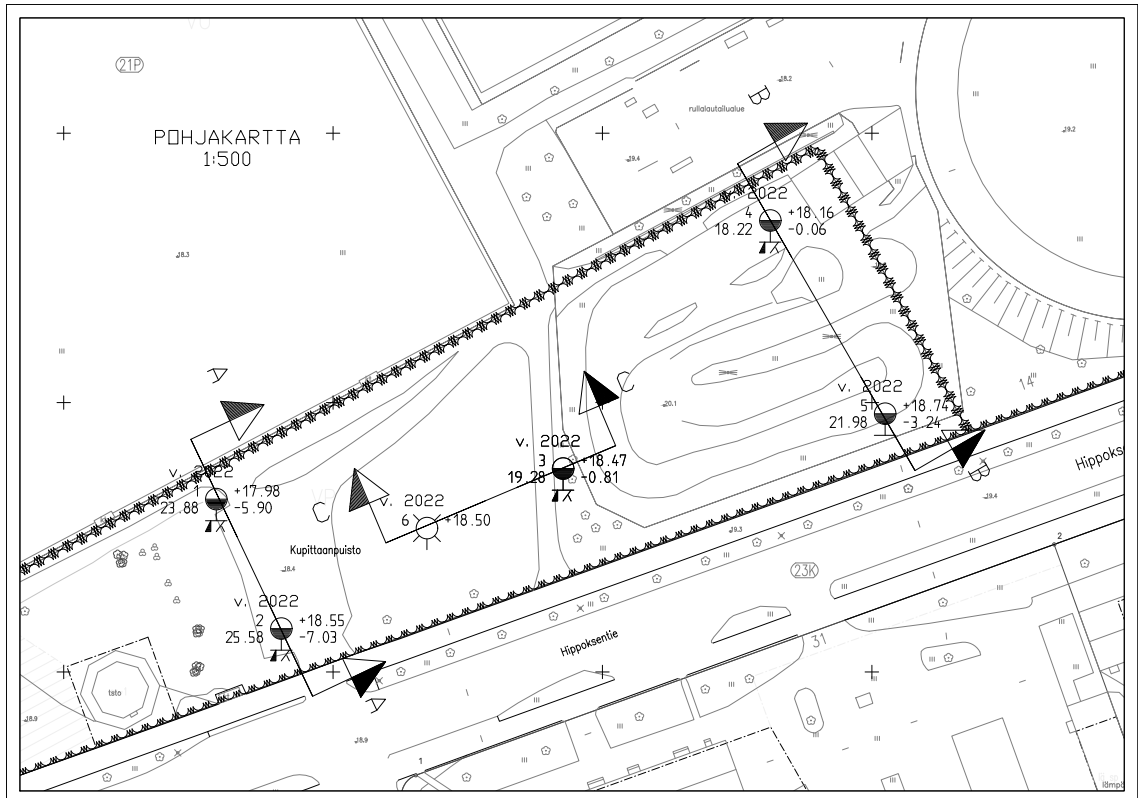 21P
POHJAKARTTA
1:500
rullalautailualue
18.2
19.2
19.4
18.3
B
v. 2022
4 +18.16
18.22 -0.06
A
C
20.1
14
v. 2022
5 +18.74
21.98 -3.24
v. 2022
3 +18.47
19.28 -0.81
B
v. 2022
1 +17.98
23.88 -5.90
C
v. 2022
6 +18.50
19.4
19.3
Kupittaanpuisto
18.4
23K
2
v. 2022
2 +18.55
25.58 -7.03
Hippoksentie
31
tsto
A
18.9
18.9
1